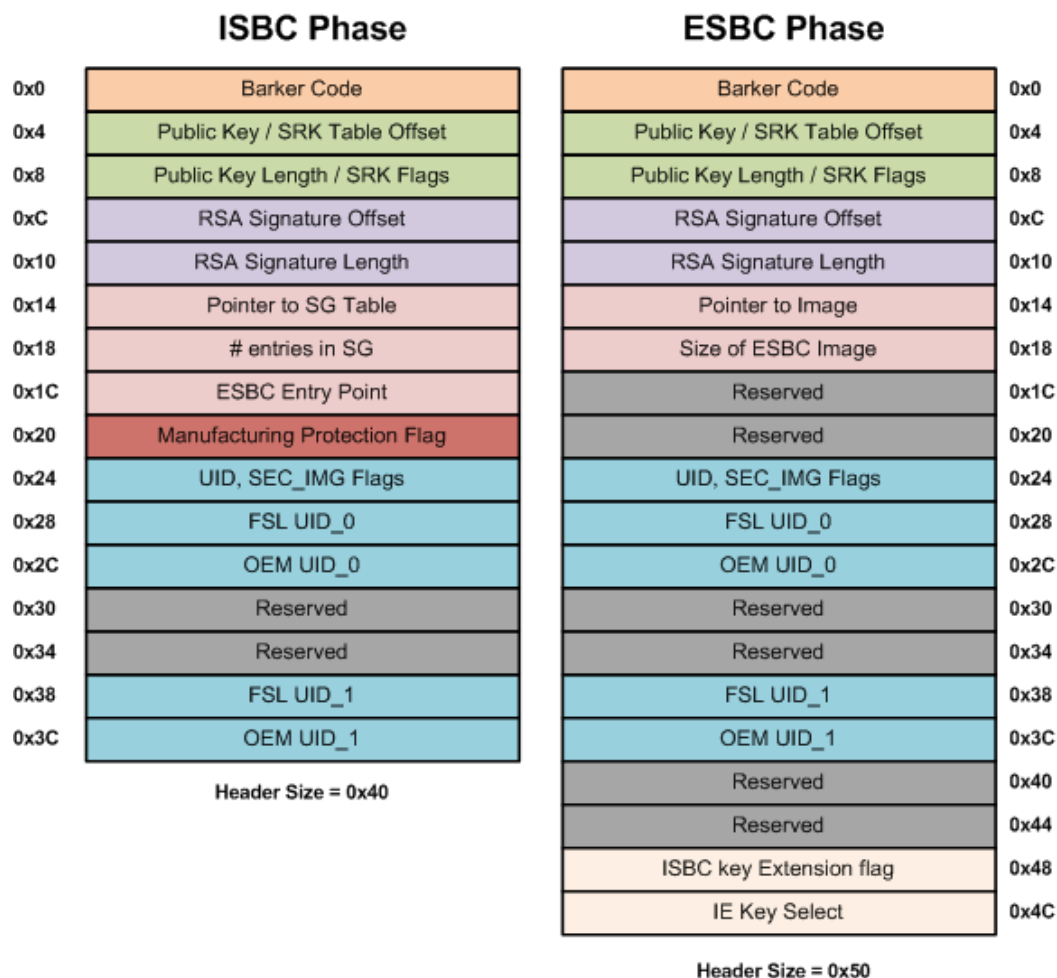 ISBC Phase
ESBC Phase
0x0 Barker Code Barker Code 0x0
0x4 Public Key / SRK Table Offset Public Key / SRK Table Offset 0x4
0x8 Public Key Length / SRK Flags Public Key Length / SRK Flags 0x8
0xC RSA Signature Offset RSA Signature Offset 0xC
0x10 RSA Signature Length RSA Signature Length 0x10
0x14 Pointer to SG Table Pointer to Image 0x14
0x18 # entries in SG Size of ESBC Image 0x18
0x1C ESBC Entry Point Reserved 0x1C
0x20 Manufacturing Protection Flag Reserved 0x20
0x24 UID, SEC_IMG Flags UID, SEC_IMG Flags 0x24
0x28 FSL UID_0 FSL UID_0 0x28
0x2C OEM UID_0 OEM UID_0 0x2C
0x30 Reserved Reserved 0x30
0x34 Reserved Reserved 0x34
0x38 FSL UID_1 FSL UID_1 0x38
0x3C OEM UID_1 OEM UID_1 0x3C
Header Size = 0x40
Reserved 0x40
Reserved 0x44
ISBC key Extension flag 0x48
IE Key Select 0x4C
Header Size = 0x50